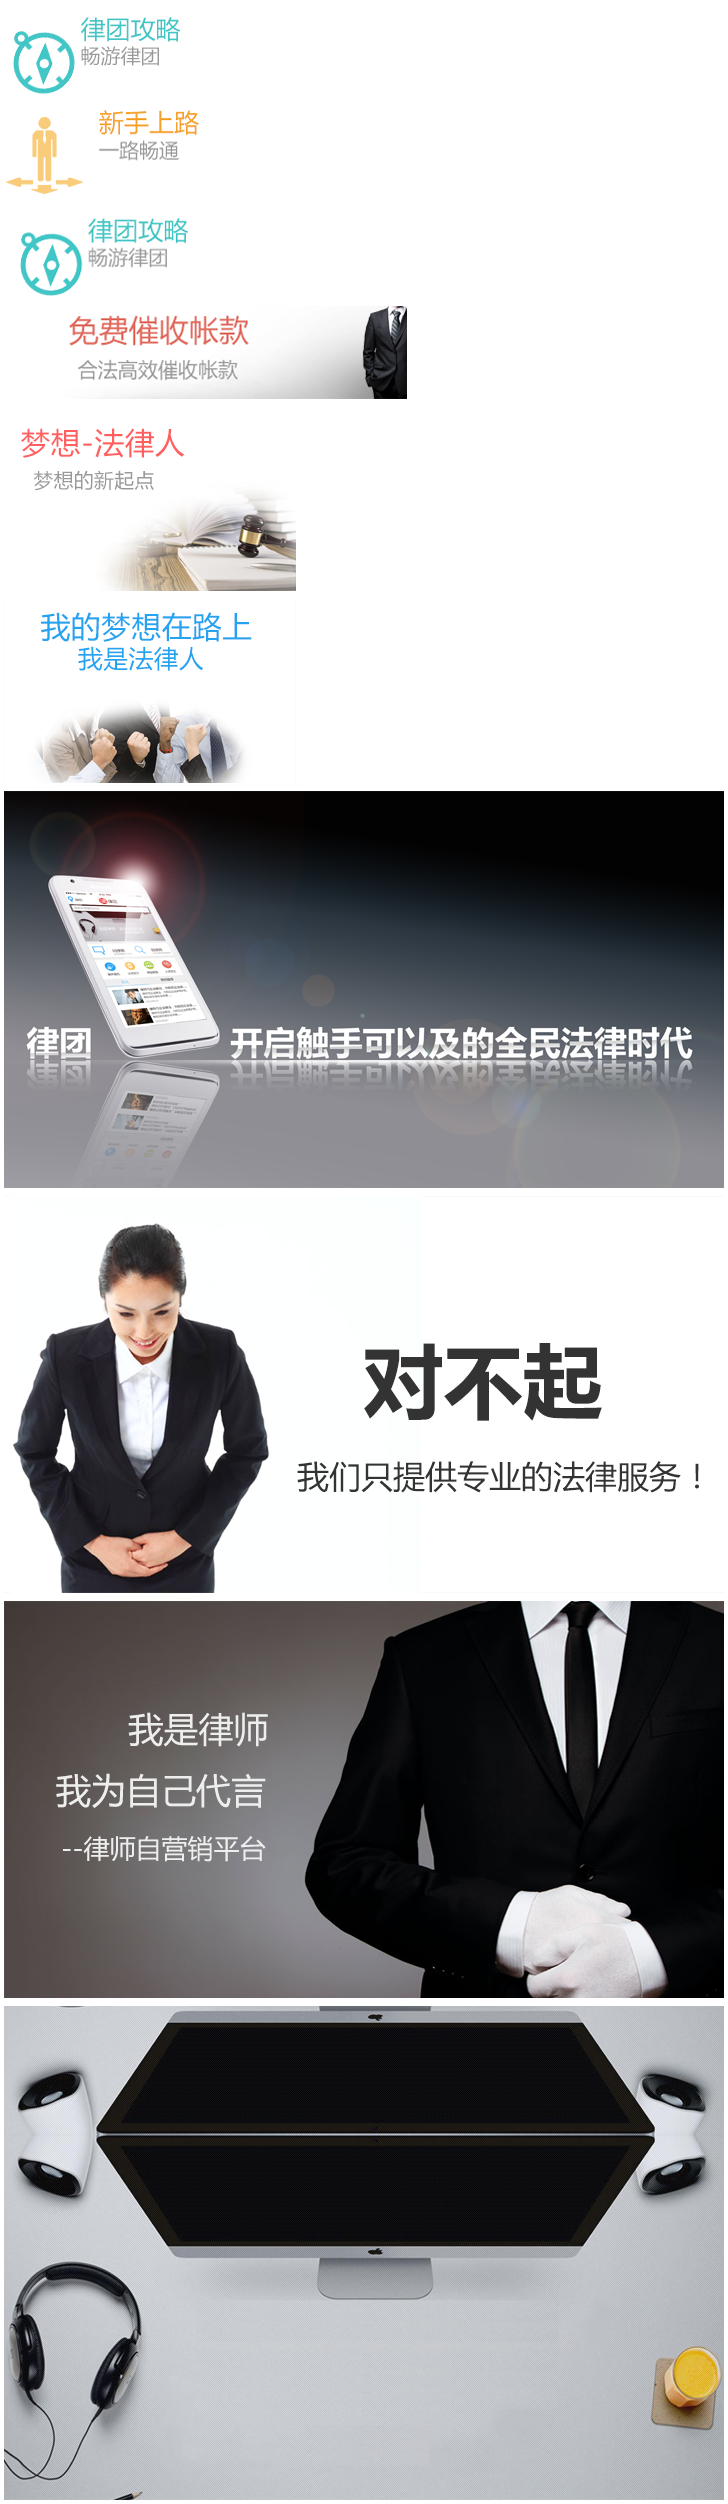 律团攻略
畅游律团
新手上路
一路畅通
律团攻略
畅游律团
免费催收帐款
合法高效催收帐款
梦想-法律人
梦想的新起点
我的梦想在路上
我是法律人
律团 开启触手可以及的全民法律时代
对不起
我们只提供专业的法律服务！
我是律师
我为自己代言
--律师自营销平台